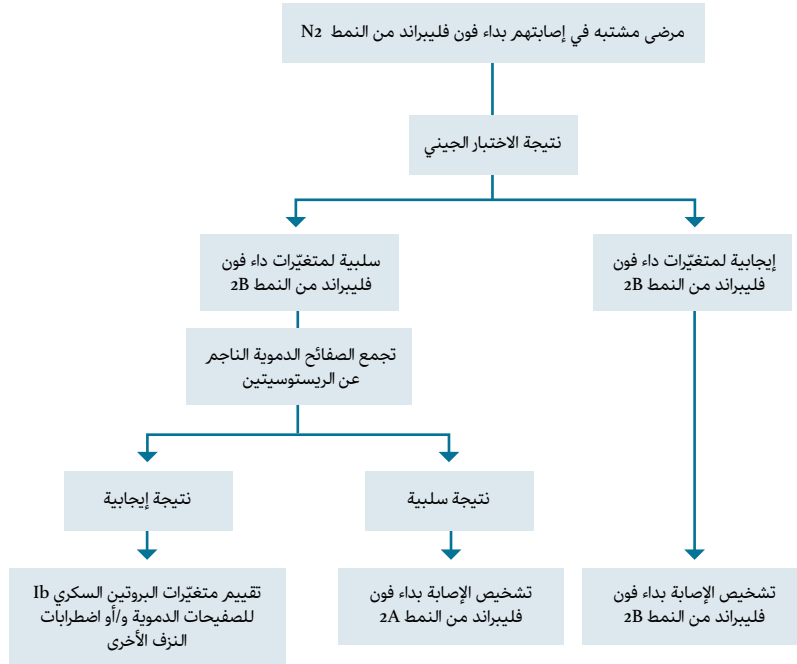 مرضى مشتبه في إصابتهم بداء فون فليبراند من النمط N2
نتيجة الاختبار الجيني
إيجابية لمتغيّرات داء فون
فليبراند من النمط 2B
سلبية لمتغيّرات داء فون
فليبراند من النمط 2B
تجمع الصفائح الدموية الناجم
عن الريستوسيتين
نتيجة سلبية
نتيجة إيجابية
تشخيص الإصابة بداء فون
فليبراند من النمط 2B
تشخيص الإصابة بداء فون
فليبراند من النمط 2A
تقييم متغيّرات البروتين السكري Ib
للصفيحات الدموية و/أو اضطرابات
النزف الأخرى